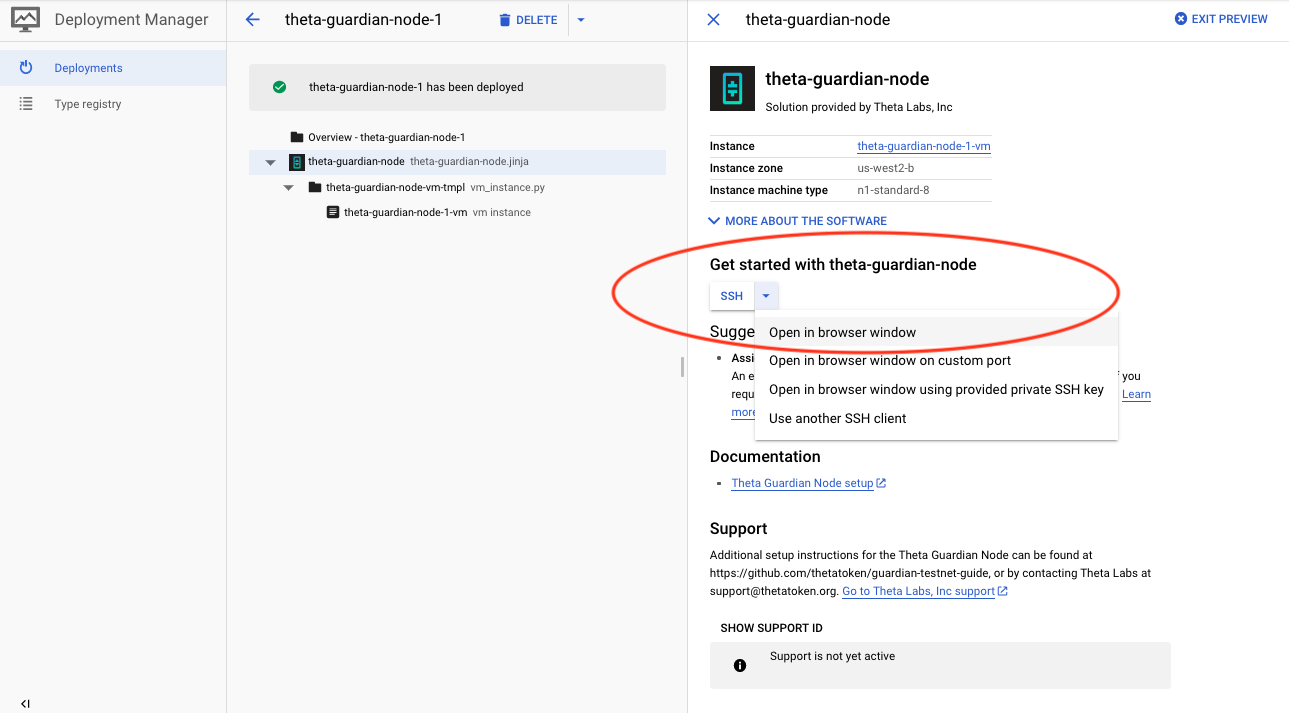 Deployment Manager
Deployments
Type registry
theta-guardian-node-1
DELETE
theta-guardian-node-1 has been deployed
Overview - theta-guardian-node-1
theta-guardian-node theta-guardian-node.jinja
theta-guardian-node-vm-tmpl vm_instance.py
theta-guardian-node-1-vm vm instance
theta-guardian-node
EXIT PREVIEW
theta-guardian-node
Solution provided by Theta Labs, Inc
Instance theta-guardian-node-1-vm
Instance zone us-west2-b
Instance machine type n1-standard-8
MORE ABOUT THE SOFTWARE
Get started with theta-guardian-node
SSH
Open in browser window
Open in browser window on custom port
Open in browser window using provided private SSH key
Use another SSH client
Sugge
Assi
An e you
requ Learn
more
Documentation
Theta Guardian Node setup
Support
Additional setup instructions for the Theta Guardian Node can be found at
https://github.com/thetatoken/guardian-testnet-guide, or by contacting Theta Labs at
support@thetatoken.org. Go to Theta Labs, Inc support
SHOW SUPPORT ID
Support is not yet active